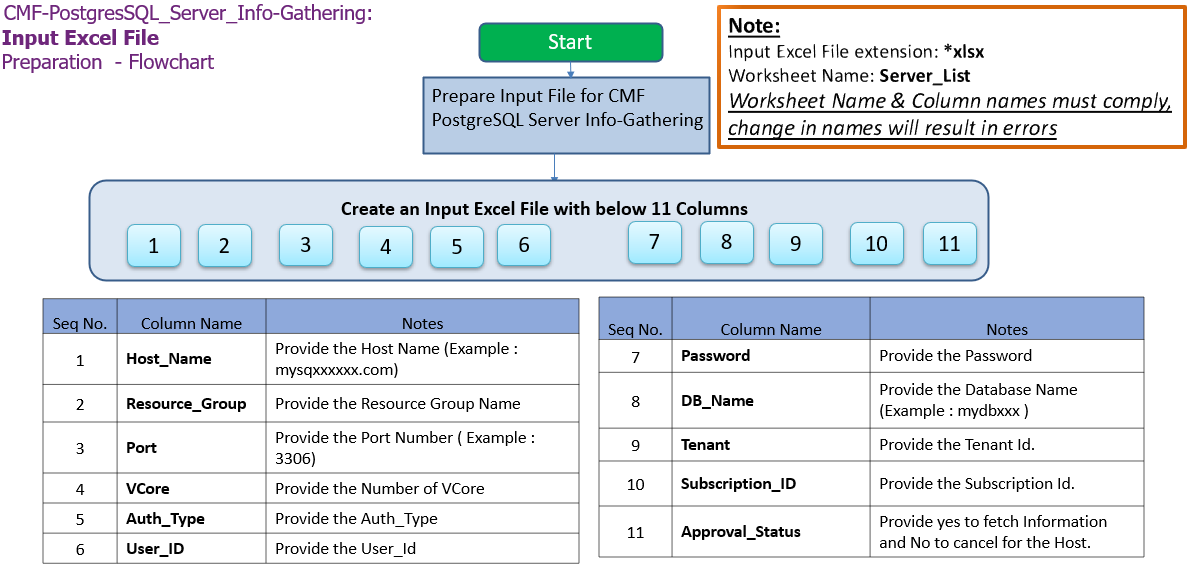 CMF-PostgresSQL_Server_Info-Gathering:
Input Excel File
Preparation - Flowchart
Start
Prepare Input File for CMF
PostgreSQL Server Info-Gathering
Note:
Input Excel File extension: *xlsx
Worksheet Name: Server_List
Worksheet Name & Column names must comply,
change in names will result in errors
Create an Input Excel File with below 11 Columns
1 2 3 4 5 6 7 8 9 10 11
Seq No. Column Name Notes
1 Host_Name Provide the Host Name (Example :
mysqxxxxxx.com)
2 Resource_Group Provide the Resource Group Name
3 Port Provide the Port Number ( Example :
3306)
4 VCore Provide the Number of VCore
5 Auth_Type Provide the Auth_Type
6 User_ID Provide the User_Id
Seq No. Column Name Notes
7 Password Provide the Password
8 DB_Name Provide the Database Name
(Example : mydbxxx )
9 Tenant Provide the Tenant Id.
10 Subscription_ID Provide the Subscription Id.
11 Approval_Status Provide yes to fetch Information
and No to cancel for the Host.